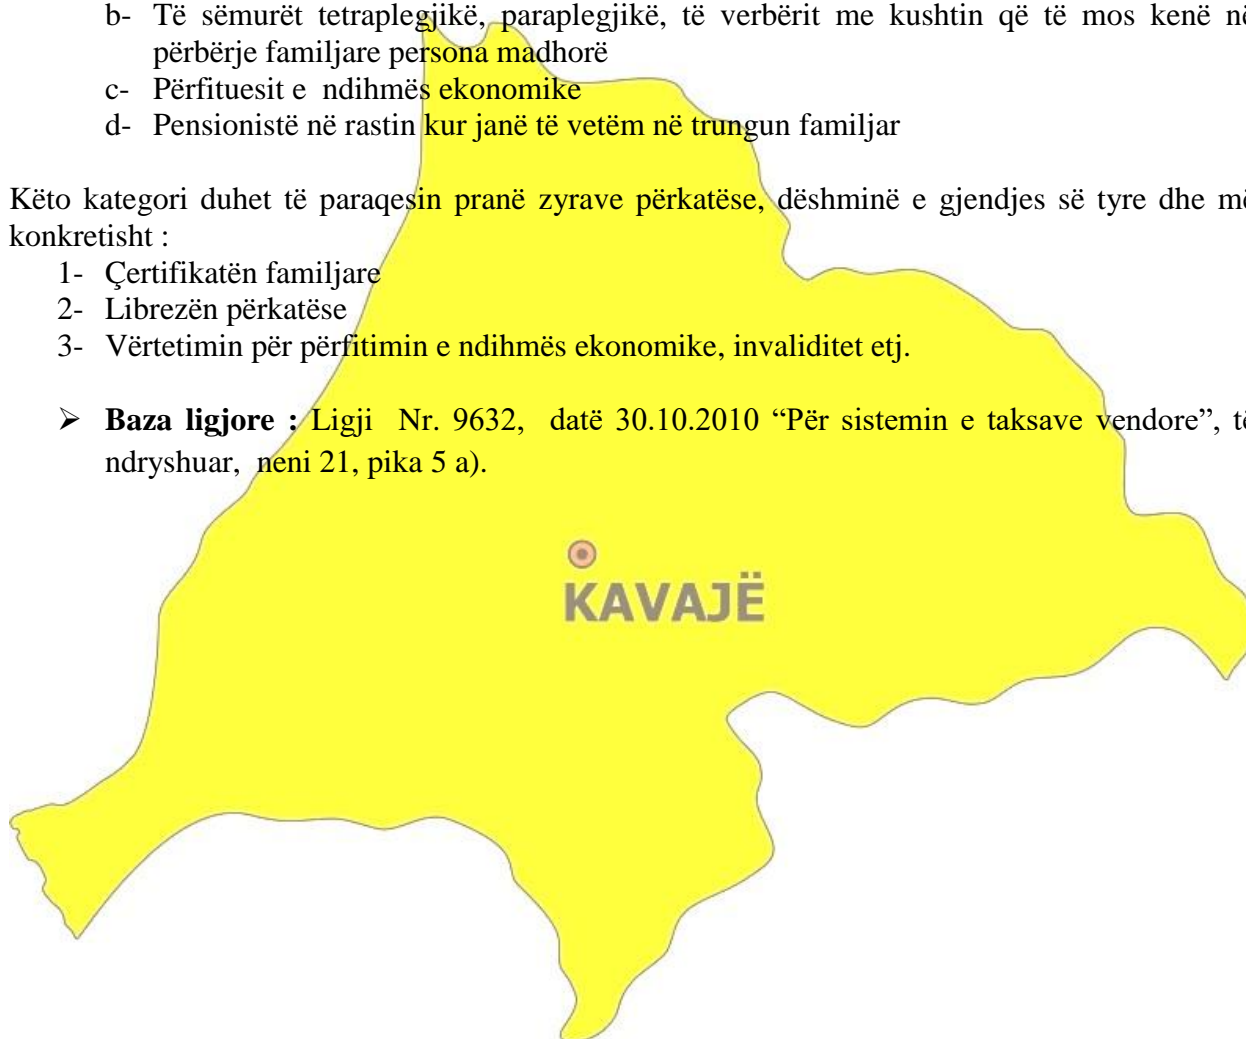 b- Të sëmurët tetraplegjikë, paraplegjikë, të verbërit me kushtin që të mos kenë në
përbërje familjare persona madhorë
c- Përfituesit e ndihmës ekonomike
d- Pensionistë në rastin kur janë të vetëm në trungun familjar
Këto kategori duhet të paraqesin pranë zyrave përkatëse, dëshminë e gjendjes së tyre dhe më
konkretisht :
1- Çertifikatën familjare
2- Librezën përkatëse
3- Vërtetimin për përfitimin e ndihmës ekonomike, invaliditet etj.
➢ Baza ligjore : Ligji Nr. 9632, datë 30.10.2010 “Për sistemin e taksave vendore”, të
ndryshuar, neni 21, pika 5 a).
KAVAJË